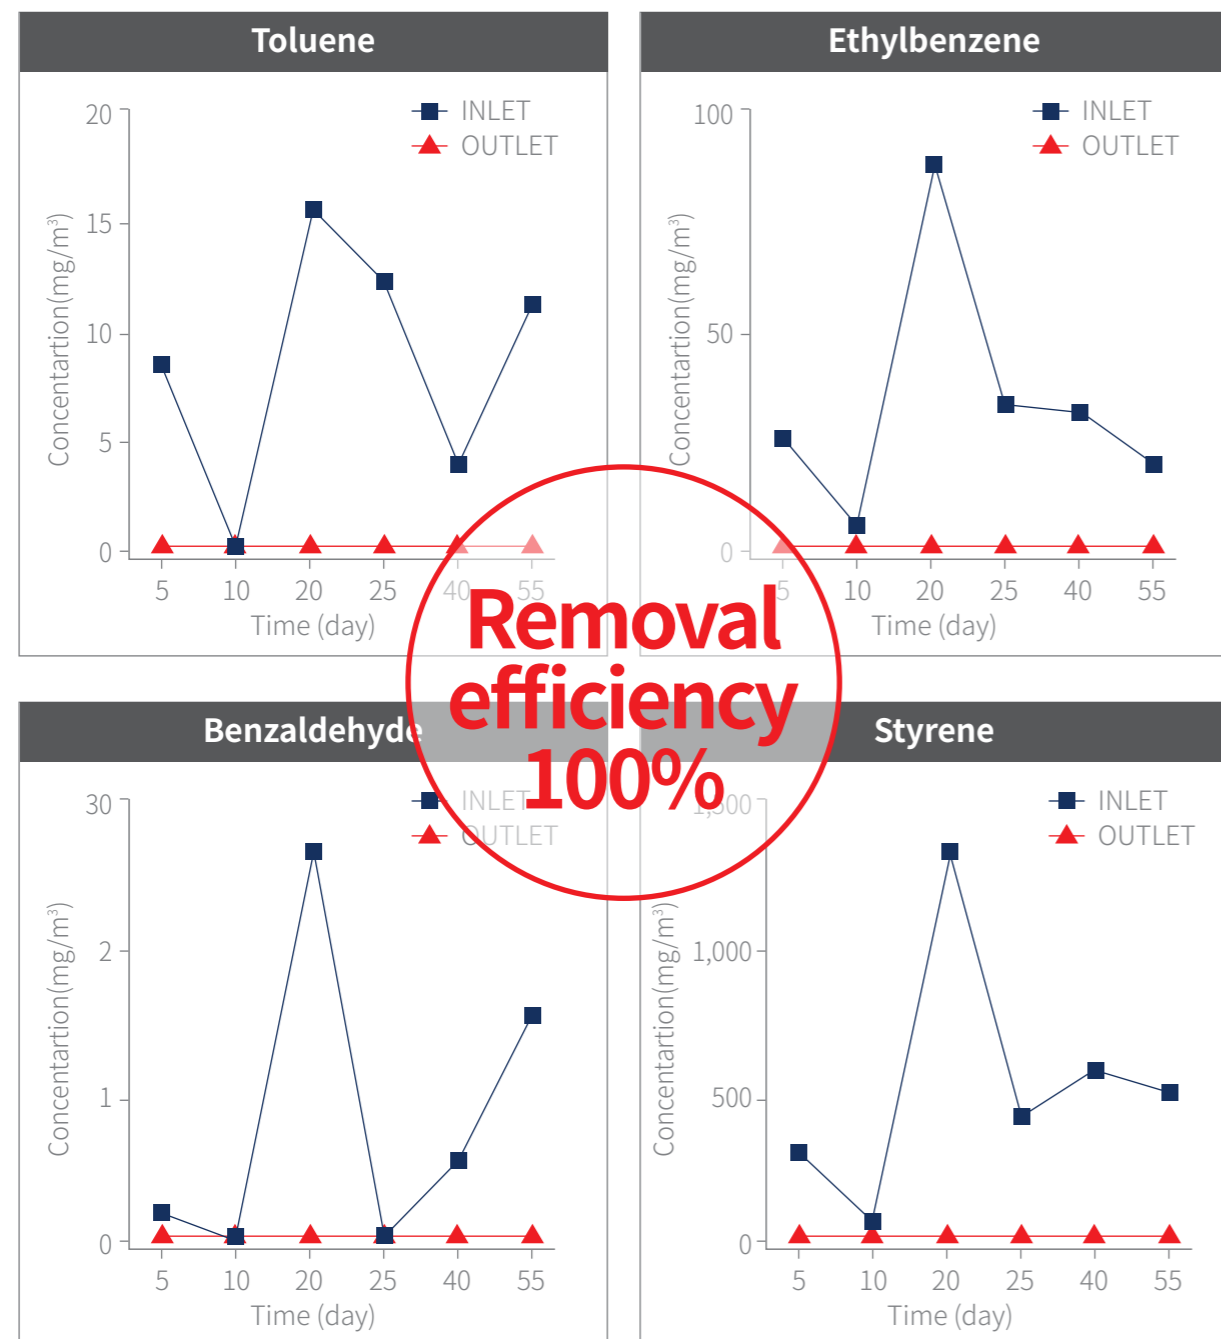 Toluene
INLET
OUTLET
Concentartion(mg/m³)
20
15
10
5
0
5 10 20 25 40 55
Time (day)
Ethylbenzene
INLET
OUTLET
Concentartion(mg/m³)
100
50
0
5 10 20 25 40 55
Time (day)
Removal
efficiency
100%
Benzaldehyde
INLET
OUTLET
Concentartion(mg/m³)
30
2
1
0
5 10 20 25 40 55
Time (day)
Styrene
INLET
OUTLET
Concentartion(mg/m³)
1,500
1,000
500
0
5 10 20 25 40 55
Time (day)